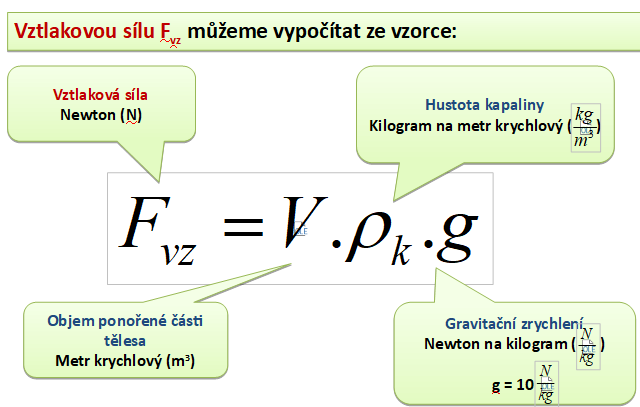 Vztlakovou sílu Fvz můžeme vypočítat ze vzorce:
Vztlaková síla
Newton (N)
Hustota kapaliny
Kilogram na metr krychlový (kg/m³)
Fvz = V . ρk . g
Objem ponořené části
tělesa
Metr krychlový (m³)
Gravitační zrychlení
Newton na kilogram (N/kg)
g = 10 N/kg